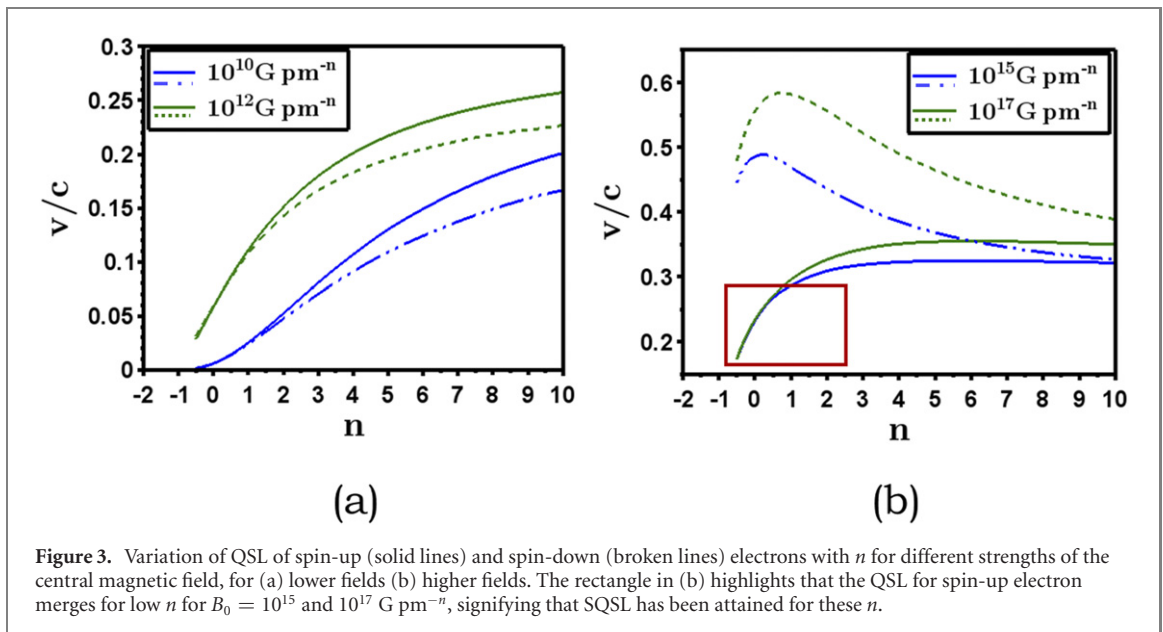 0.3
0.25
0.2
0.15
0.1
0.05
0
v/c
10¹⁰G pm⁻ⁿ
10¹²G pm⁻ⁿ
-2 -1 0 1 2 3 4 5 6 7 8 9 10
n
(a)
0.6
0.5
0.4
0.3
0.2
v/c
10¹⁵G pm⁻ⁿ
10¹⁷G pm⁻ⁿ
-2 -1 0 1 2 3 4 5 6 7 8 9 10
n
(b)
Figure 3. Variation of QSL of spin-up (solid lines) and spin-down (broken lines) electrons with n for different strengths of the
central magnetic field, for (a) lower fields (b) higher fields. The rectangle in (b) highlights that the QSL for spin-up electron
merges for low n for B₀ = 10¹⁵ and 10¹⁷ G pm⁻ⁿ, signifying that SQSL has been attained for these n.